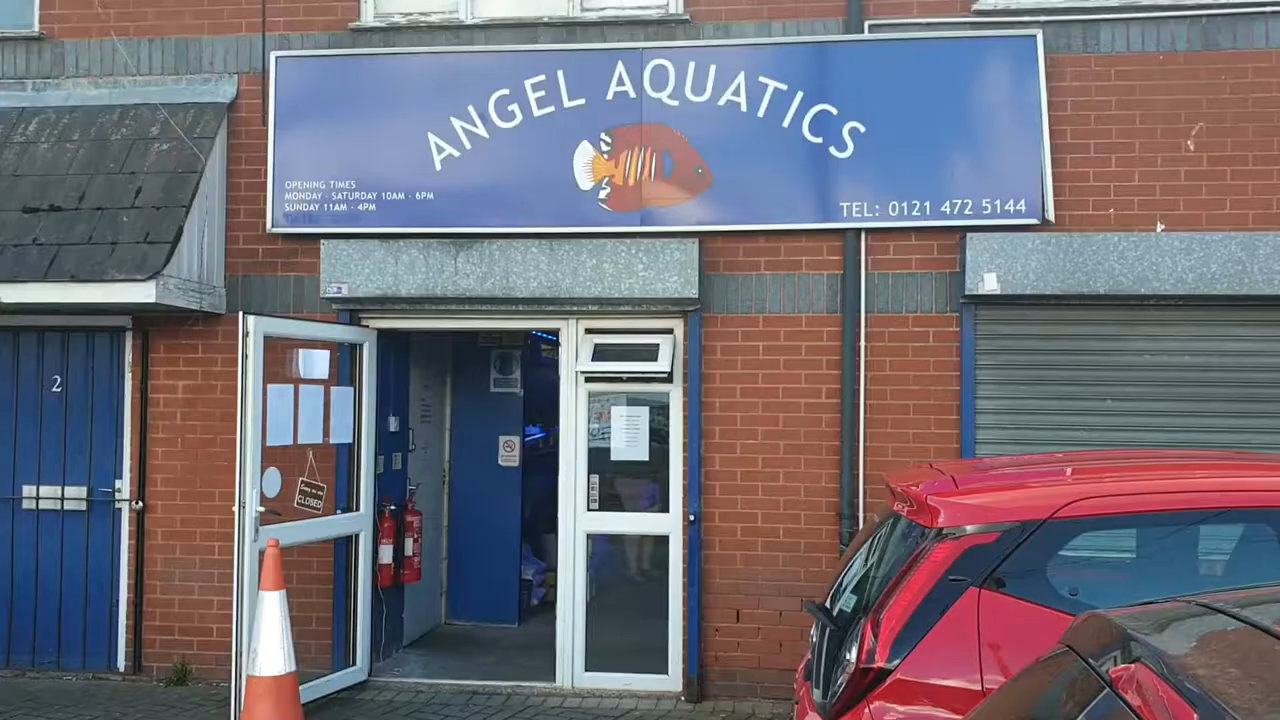 ANGEL AQUATICS
OPENING TIMES
MONDAY - SATURDAY 10AM - 6PM
SUNDAY 11AM - 4PM
TEL: 0121 472 5144
2
CLOSED